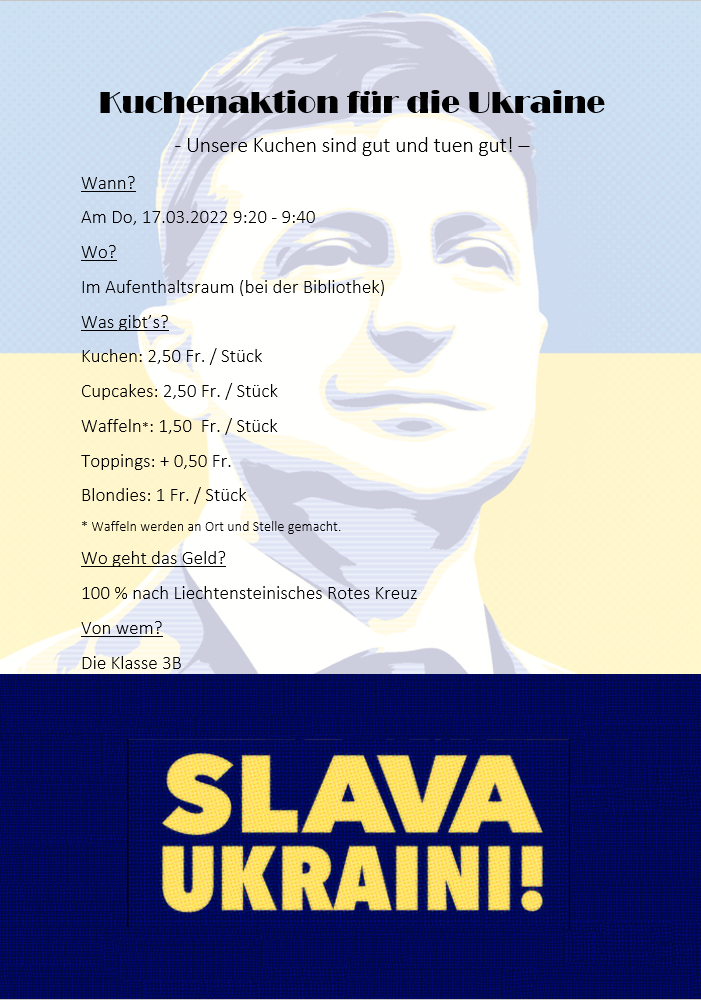 Kuchenaktion für die Ukraine
- Unsere Kuchen sind gut und tuen gut! –
Wann?
Am Do, 17.03.2022 9:20 - 9:40
Wo?
Im Aufenthaltsraum (bei der Bibliothek)
Was gibt’s?
Kuchen: 2,50 Fr. / Stück
Cupcakes: 2,50 Fr. / Stück
Waffeln*: 1,50  Fr. / Stück
Toppings: + 0,50 Fr.
Blondies: 1 Fr. / Stück
* Waffeln werden an Ort und Stelle gemacht.
Wo geht das Geld?
100 % nach Liechtensteinisches Rotes Kreuz
Von wem?
Die Klasse 3B
SLAVA
UKRAINI!